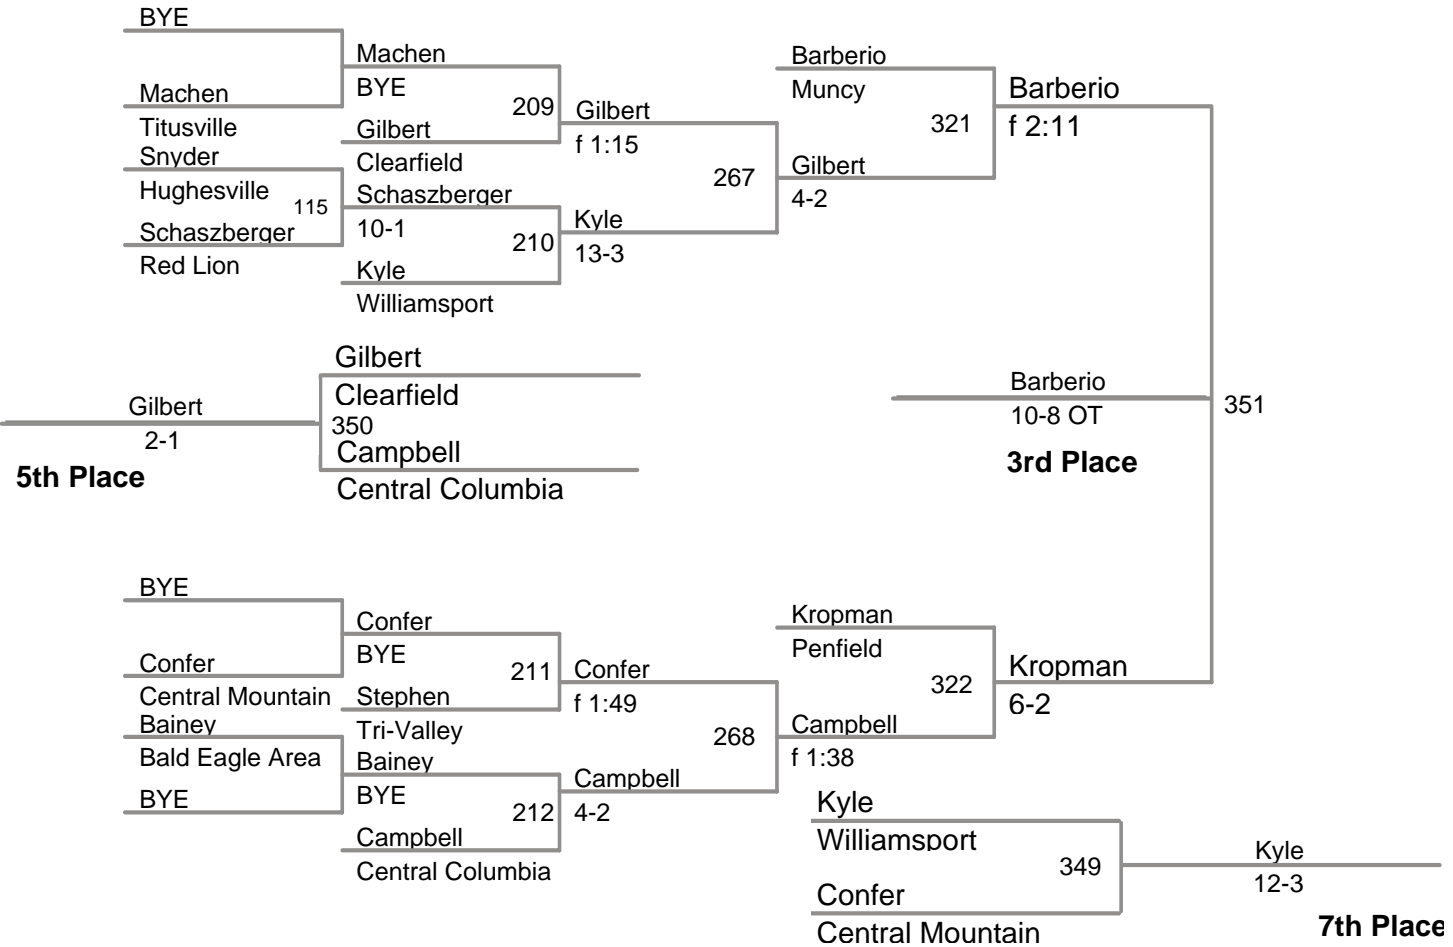 BYE
Machen
Titusville
Machen
BYE
209
Gilbert
Clearfield
Gilbert
f 1:15
Snyder
Hughesville
115
Schaszberger
Red Lion
Schaszberger
10-1
210
Kyle
Williamsport
Kyle
13-3
267
Barberio
Muncy
321
Gilbert
4-2
Barberio
f 2:11
Gilbert
Clearfield
350
Campbell
Central Columbia
Gilbert
2-1
5th Place
Barberio
10-8 OT
351
3rd Place
BYE
Confer
Central Mountain
Confer
BYE
211
Stephen
Tri-Valley
Confer
f 1:49
Bainey
Bald Eagle Area
BYE
Bainey
BYE
212
Campbell
Central Columbia
Campbell
4-2
268
Kropman
Penfield
322
Campbell
f 1:38
Kropman
6-2
Kyle
Williamsport
349
Confer
Central Mountain
Kyle
12-3
7th Place